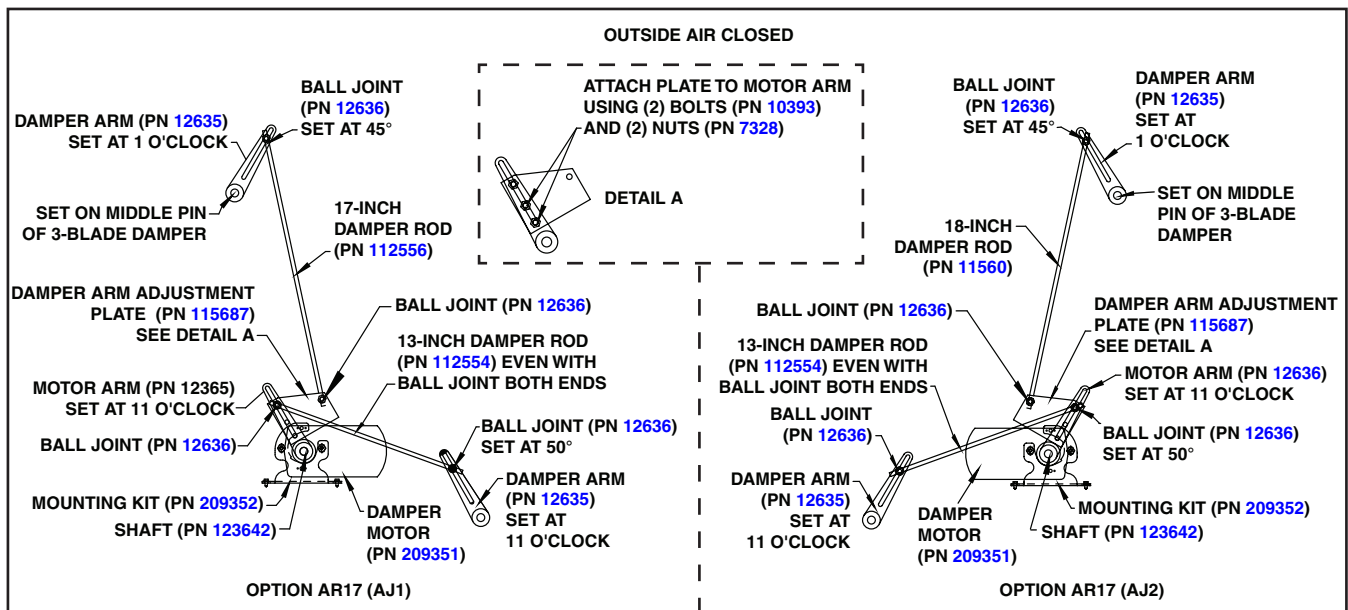 OUTSIDE AIR CLOSED
BALL JOINT
(PN 12636)
SET AT 45°
DAMPER ARM (PN 12635)
SET AT 1 O'CLOCK
SET ON MIDDLE PIN
OF 3-BLADE DAMPER
17-INCH
DAMPER ROD
(PN 112556)
DAMPER ARM ADJUSTMENT
PLATE (PN 115687)
SEE DETAIL A
BALL JOINT (PN 12636)
13-INCH DAMPER ROD
(PN 112554) EVEN WITH
BALL JOINT BOTH ENDS
MOTOR ARM (PN 12365)
SET AT 11 O'CLOCK
BALL JOINT (PN 12636)
BALL JOINT (PN 12636)
SET AT 50°
MOUNTING KIT (PN 209352)
SHAFT (PN 123642)
DAMPER
MOTOR
(PN 209351)
DAMPER ARM
(PN 12635)
SET AT
11 O'CLOCK
OPTION AR17 (AJ1)
ATTACH PLATE TO MOTOR ARM
USING (2) BOLTS (PN 10393)
AND (2) NUTS (PN 7328)
DETAIL A
BALL JOINT
(PN 12636)
SET AT 45°
DAMPER ARM
(PN 12635)
SET AT
1 O'CLOCK
SET ON MIDDLE
PIN OF 3-BLADE
DAMPER
18-INCH
DAMPER ROD
(PN 11560)
BALL JOINT (PN 12636)
DAMPER ARM ADJUSTMENT
PLATE (PN 115687)
SEE DETAIL A
13-INCH DAMPER ROD
(PN 112554) EVEN WITH
BALL JOINT BOTH ENDS
MOTOR ARM (PN 12636)
SET AT 11 O'CLOCK
BALL JOINT
(PN 12636)
BALL JOINT (PN 12636)
SET AT 50°
DAMPER ARM
(PN 12635)
SET AT
11 O'CLOCK
DAMPER
MOTOR
(PN 209351)
MOUNTING KIT (PN 209352)
SHAFT (PN 123642)
OPTION AR17 (AJ2)